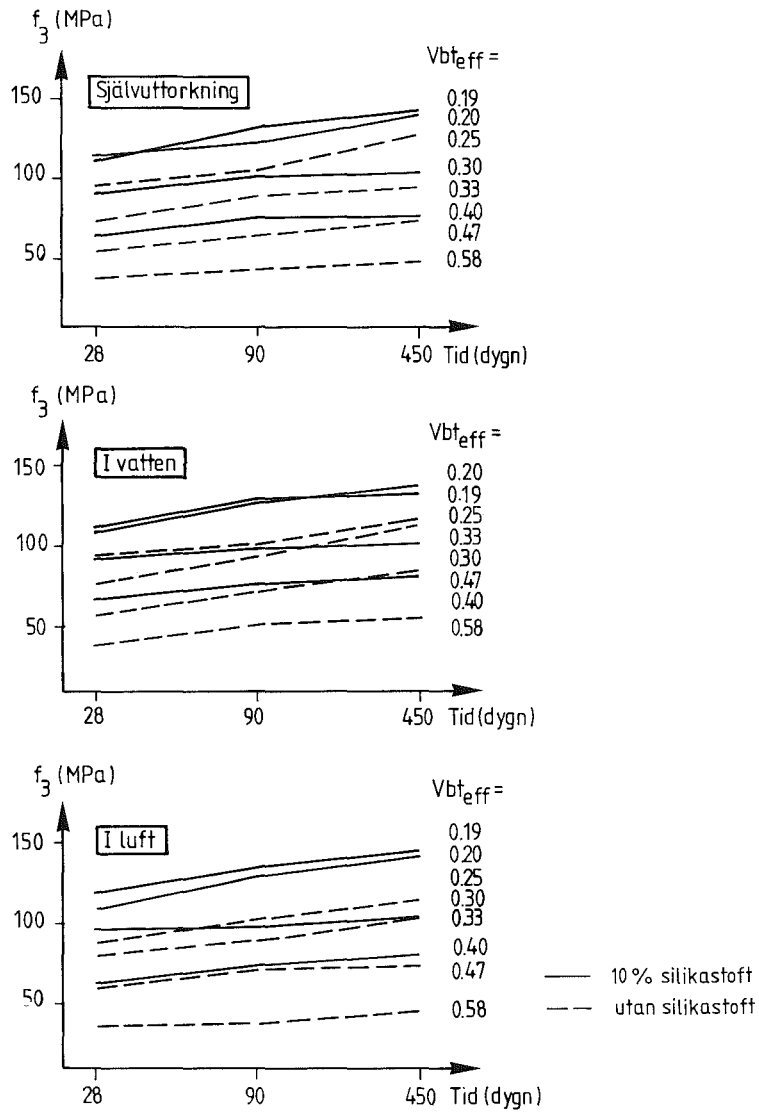 f3 (MPa)
Vbteff =
Självuttorkning
150
100
50
0.19
0.20
0.25
0.30
0.33
0.40
0.47
0.58
28 90 450 Tid (dygn)
f3 (MPa)
Vbteff =
I vatten
150
100
50
0.20
0.19
0.25
0.33
0.30
0.47
0.40
0.58
28 90 450 Tid (dygn)
f3 (MPa)
Vbteff =
I luft
150
100
50
0.19
0.20
0.25
0.30
0.33
0.40
0.47
0.58
10 % silikastoft
utan silikastoft
28 90 450 Tid (dygn)